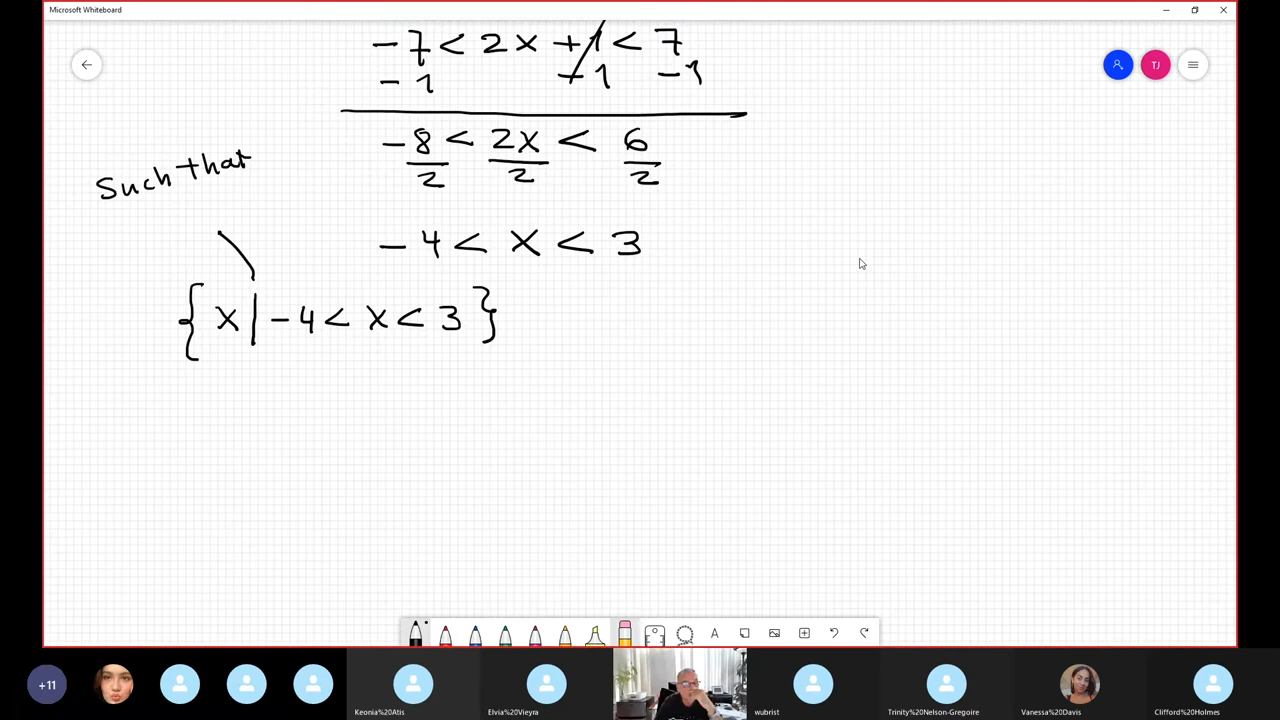 Microsoft Whiteboard
-7 < 2x + 1 < 7
-1 -1 -1
-8 < 2x < 6
2 2 2
Such that
-4 < x < 3
{ x | -4 < x < 3 }
TJ
A
+11
Keonia%20Atis
Elvia%20Vieyra
wubrist
Trinity%20Nelson-Gregoire
Vanessa%20Davis
Clifford%20Holmes